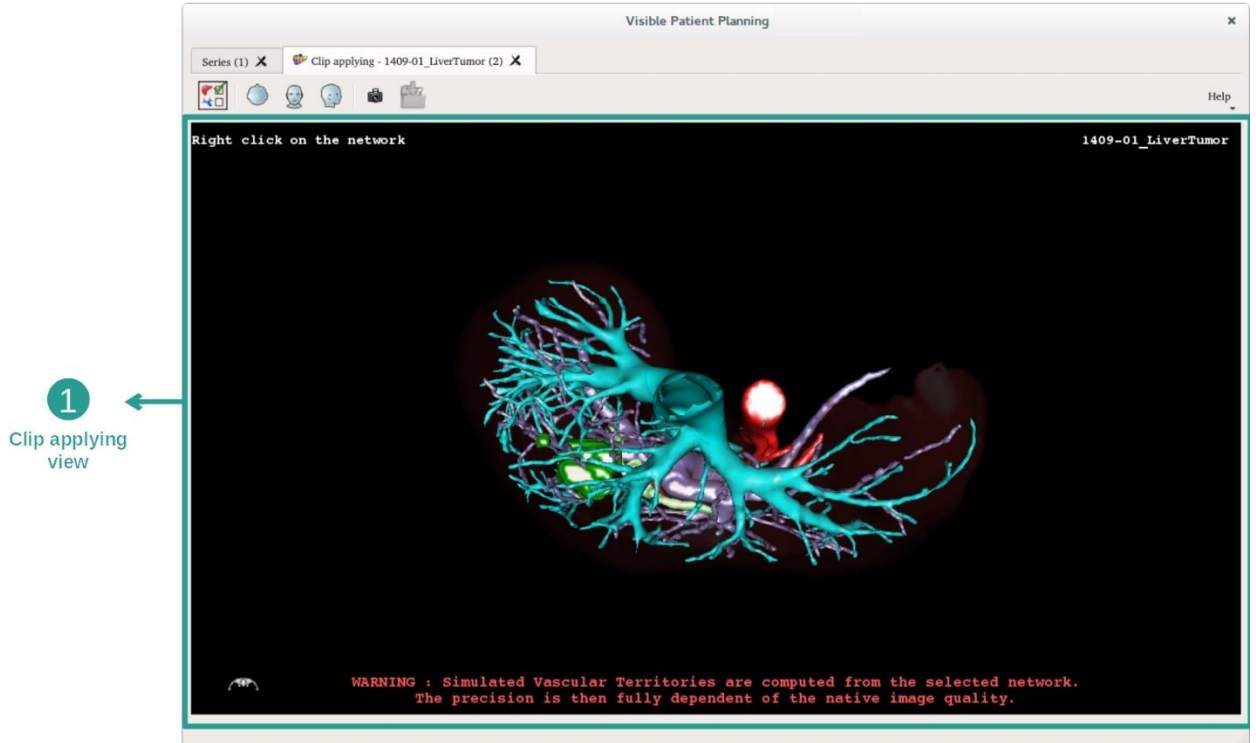 Visible Patient Planning
Series (1)
Clip applying - 1409-01_LiverTumor (2)
Help
Right click on the network
1409-01_LiverTumor
1
Clip applying
view
WARNING : Simulated Vascular Territories are computed from the selected network.
The precision is then fully dependent of the native image quality.